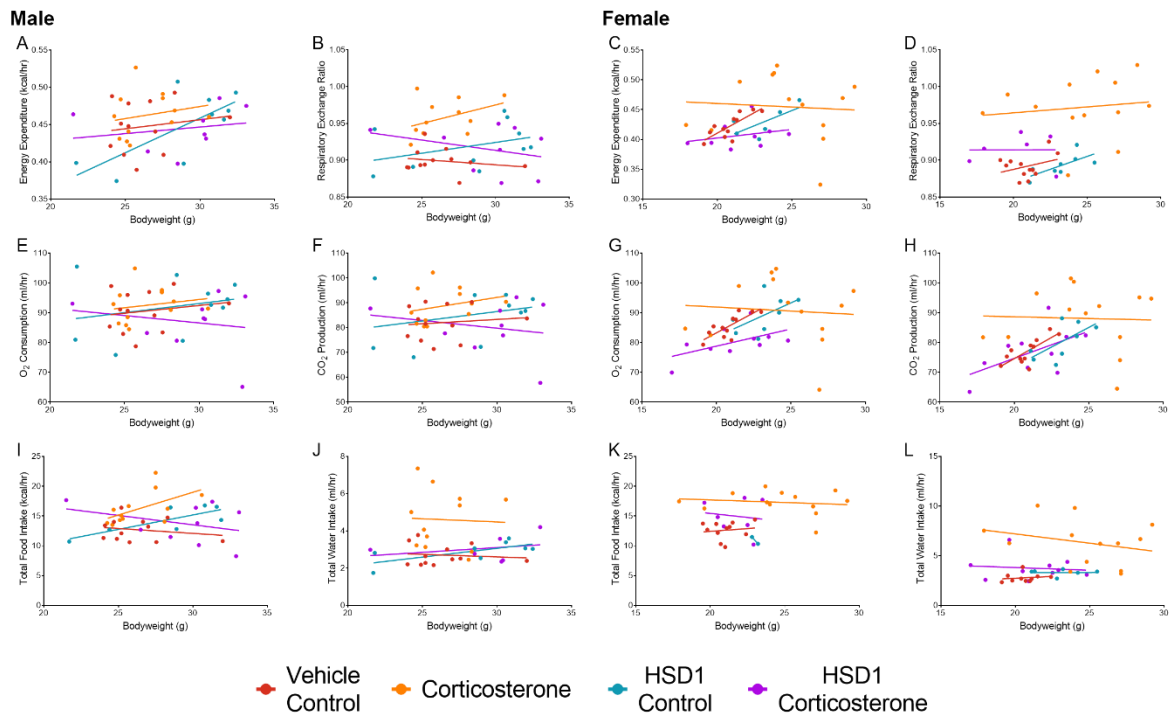 Male
Female
A
B
C
D
0.55
0.50
0.45
0.40
0.35
0.30
Energy Expenditure (kcal/hr)
20
25
30
35
Bodyweight (g)
1.05
1.00
0.95
0.90
0.85
Respiratory Exchange Ratio
20
25
30
35
Bodyweight (g)
0.55
0.50
0.45
0.40
0.35
0.30
Energy Expenditure (kcal/hr)
15
20
25
30
Bodyweight (g)
1.05
1.00
0.95
0.90
0.85
Respiratory Exchange Ratio
15
20
25
30
Bodyweight (g)
E
F
G
H
110
100
90
80
70
60
O2 Consumption (ml/hr)
20
25
30
35
Bodyweight (g)
110
100
90
80
70
60
50
CO2 Production (ml/hr)
20
25
30
35
Bodyweight (g)
110
100
90
80
70
60
O2 Consumption (ml/hr)
15
20
25
30
Bodyweight (g)
110
100
90
80
70
60
CO2 Production (ml/hr)
15
20
25
30
Bodyweight (g)
I
J
K
L
25
20
15
10
5
0
Total Food Intake (kcal/hr)
20
25
30
35
Bodyweight (g)
8
6
4
2
0
Total Water Intake (ml/hr)
20
25
30
35
Bodyweight (g)
25
20
15
10
5
0
Total Food Intake (kcal/hr)
15
20
25
30
Bodyweight (g)
15
10
5
0
Total Water Intake (ml/hr)
15
20
25
30
Bodyweight (g)
Vehicle
Control
Corticosterone
HSD1
Control
HSD1
Corticosterone